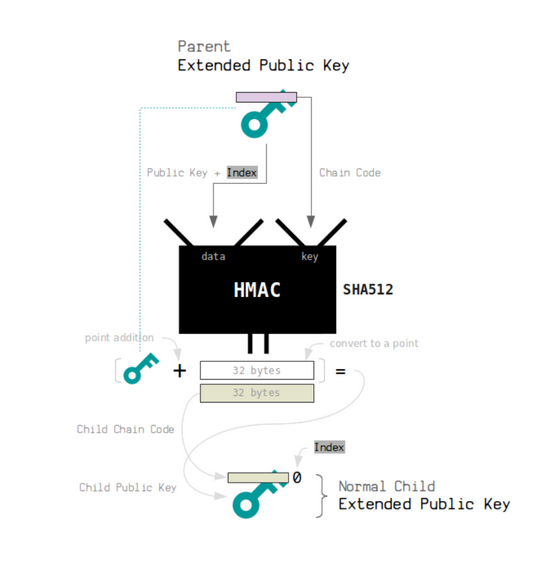 Parent
Extended Public Key
Public Key + Index
Chain Code
data
key
HMAC
SHA512
point addition
convert to a point
+
32 bytes
=
32 bytes
Child Chain Code
Index
Child Public Key
0
Normal Child
Extended Public Key